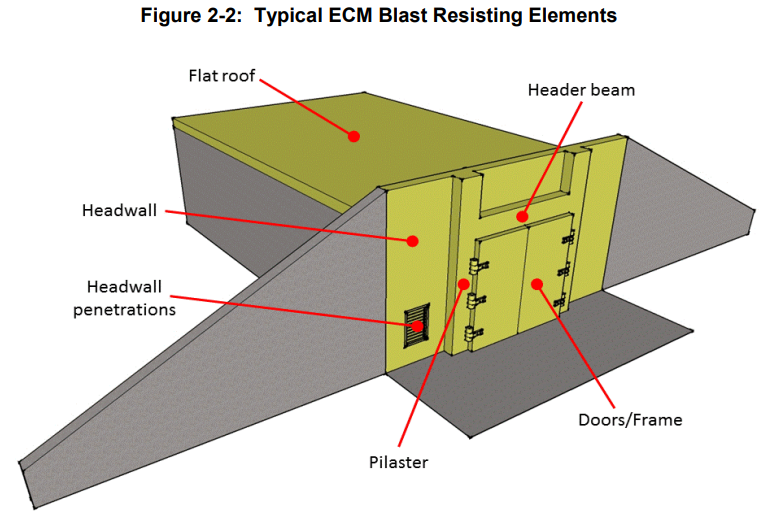 Figure 2-2:  Typical ECM Blast Resisting Elements
Flat roof
Header beam
Headwall
Headwall
penetrations
Doors/Frame
Pilaster